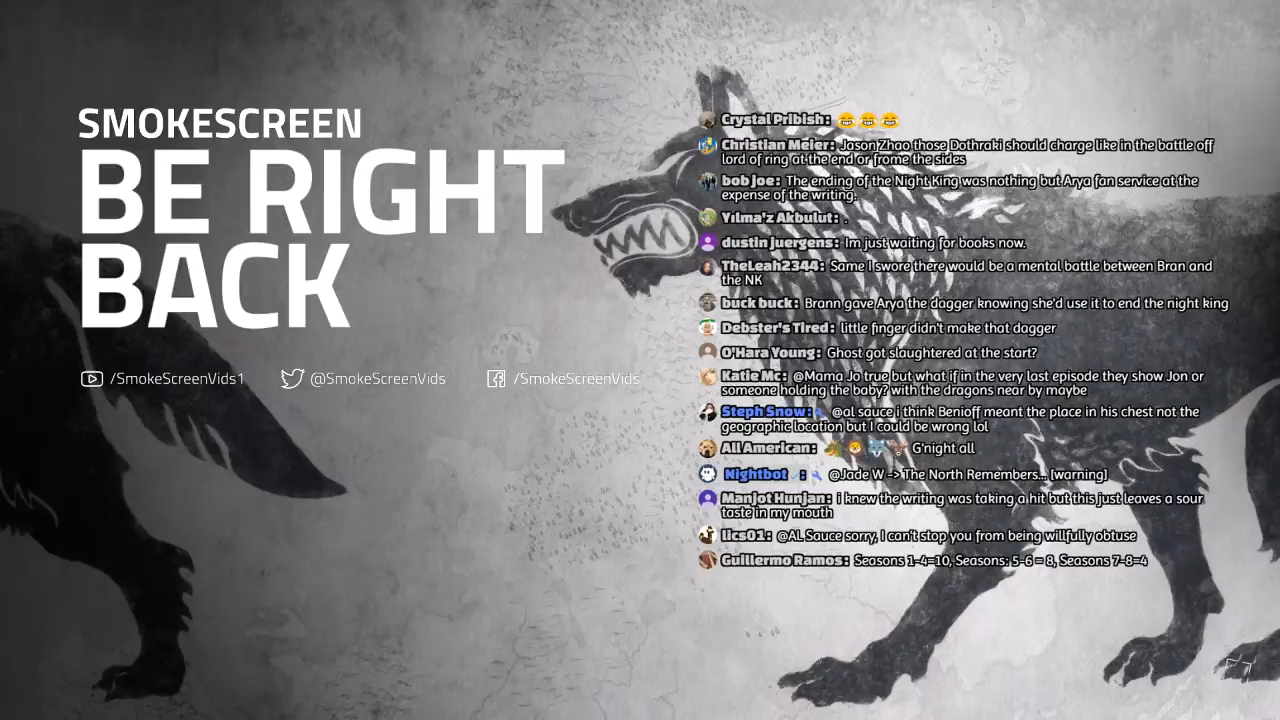 SMOKESCREEN
BE RIGHT
BACK
/SmokeScreenVids1
@SmokeScreenVids
/SmokeScreenVids
Crystal Pribish: 😂 😂 😂
Christian Meier: Jason Zhao those Dothraki should charge like in the battle off
lord of ring at the end or frome the sides
bob joe: The ending of the Night King was nothing but Arya fan service at the
expense of the writing.
Yılma'z Akbulut: .
dustin juergens: Im just waiting for books now.
TheLeah2344: Same I swore there would be a mental battle between Bran and
the NK
buck buck: Brann gave Arya the dagger knowing she'd use it to end the night king
Debster's Tired: little finger didn't make that dagger
O'Hara Young: Ghost got slaughtered at the start?
Katie Mc: @Mama Jo true but what if in the very last episode they show Jon or
someone holding the baby? with the dragons near by maybe
Steph Snow: @al sauce i think Benioff meant the place in his chest not the
geographic location but i could be wrong lol
All American: G'night all
Nightbot : @Jade W -> The North Remembers... [warning]
Manjot Hunjan: i knew the writing was taking a hit but this just leaves a sour
taste in my mouth
lics01: @AL Sauce sorry, I can't stop you from being willfully obtuse
Guillermo Ramos: Seasons 1-4=10, Seasons: 5-6 = 8, Seasons 7-8=4